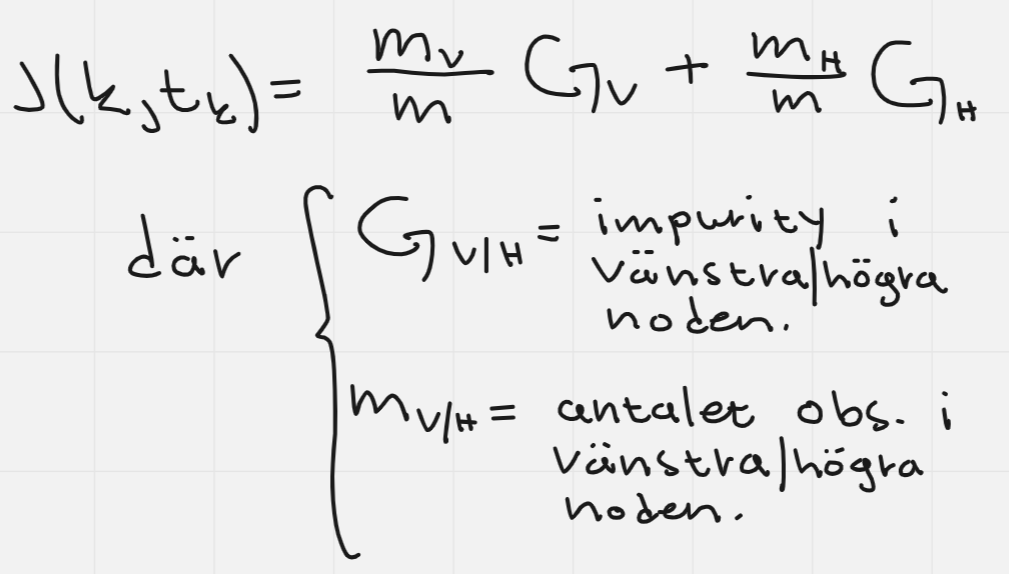 J(k,t_k) = m_V/m G_V + m_H/m G_H
där { G_V/H = impurity i
vänstra/högra
noden.
m_V/H = antalet obs. i
vänstra/högra
noden.